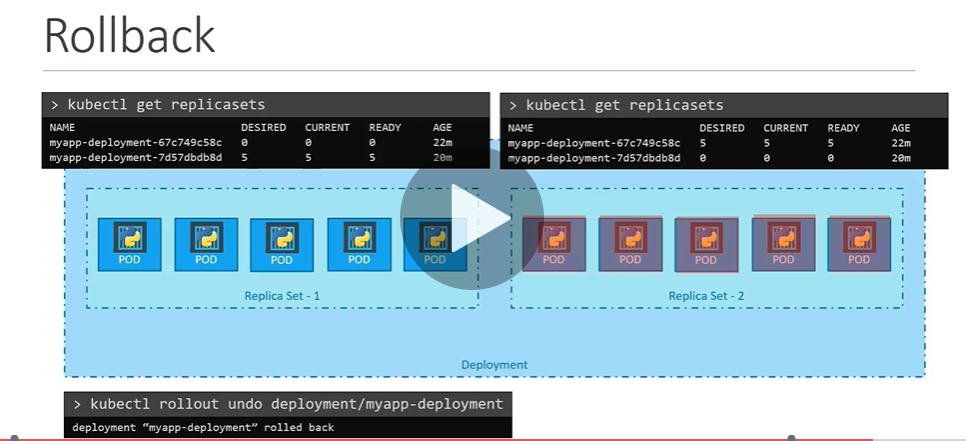 Rollback
> kubectl get replicasets
NAME DESIRED CURRENT READY AGE
myapp-deployment-67c749c58c 0 0 0 22m
myapp-deployment-7d57dbdb8d 5 5 5 20m
> kubectl get replicasets
NAME DESIRED CURRENT READY AGE
myapp-deployment-67c749c58c 5 5 5 22m
myapp-deployment-7d57dbdb8d 0 0 0 20m
POD POD POD POD POD
Replica Set - 1
POD POD POD POD POD
Replica Set - 2
Deployment
> kubectl rollout undo deployment/myapp-deployment
deployment “myapp-deployment” rolled back